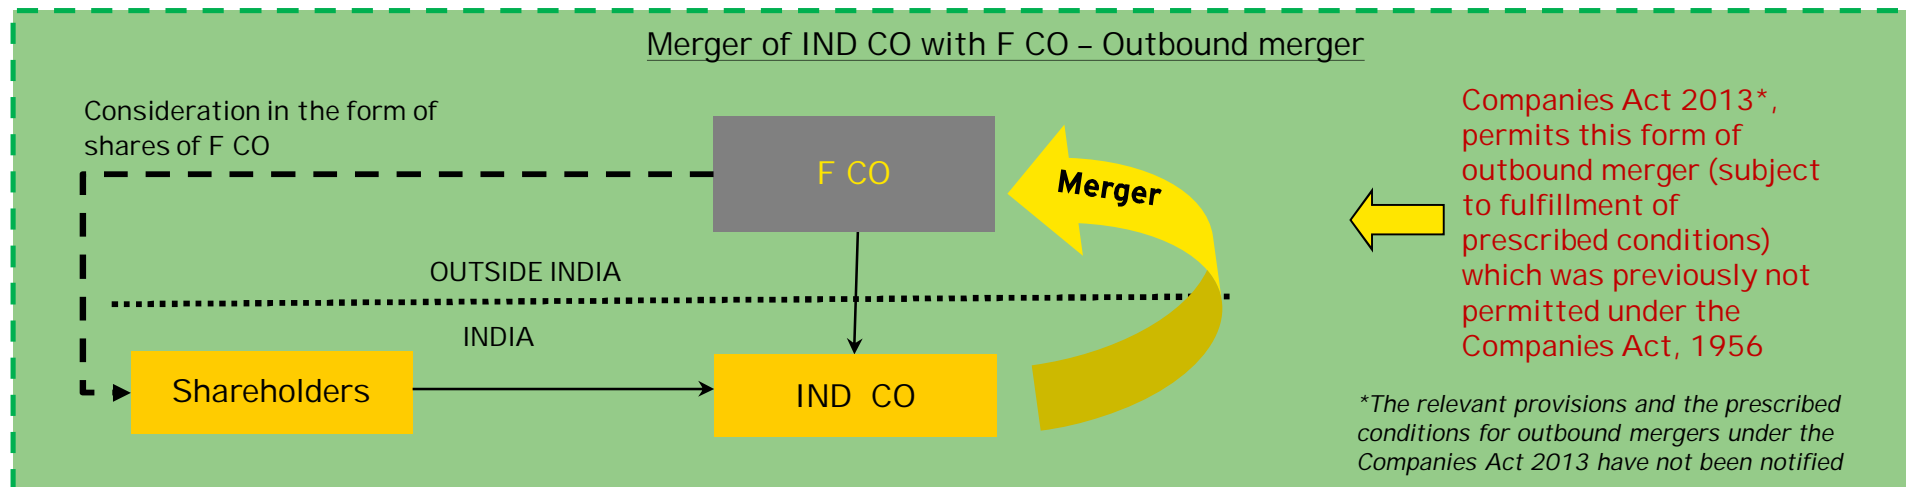 Merger of IND CO with F CO – Outbound merger
Consideration in the form of
shares of F CO
F CO
Merger
Companies Act 2013*,
permits this form of
outbound merger (subject
to fulfillment of
prescribed conditions)
which was previously not
permitted under the
Companies Act, 1956
OUTSIDE INDIA
INDIA
Shareholders
IND CO
*The relevant provisions and the prescribed
conditions for outbound mergers under the
Companies Act 2013 have not been notified